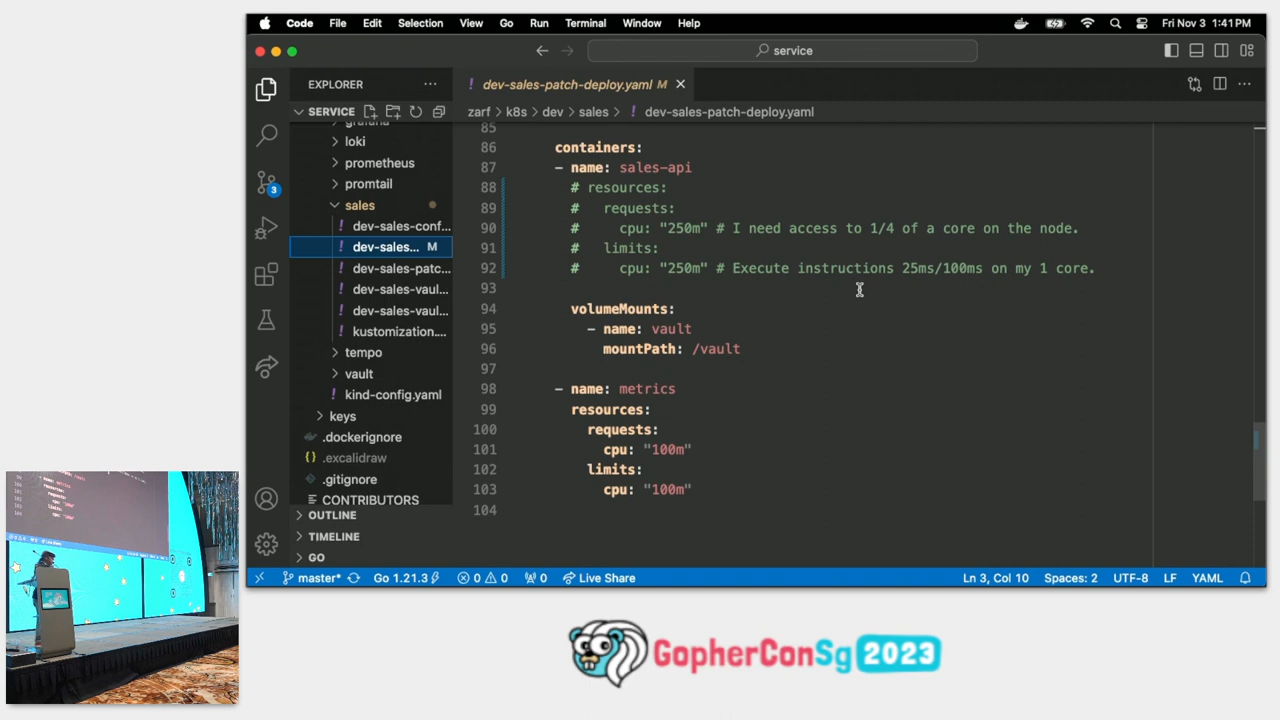 Code File Edit Selection View Go Run Terminal Window Help Fri Nov 3 1:41 PM
service
EXPLORER
dev-sales-patch-deploy.yaml M
SERVICE
zarf > k8s > dev > sales > ! dev-sales-patch-deploy.yaml
grafana
loki
prometheus
promtail
sales
dev-sales-conf...
dev-sales... M
dev-sales-patc...
dev-sales-vaul...
dev-sales-vaul...
kustomization....
tempo
vault
kind-config.yaml
keys
.dockerignore
.excalidraw
.gitignore
CONTRIBUTORS
OUTLINE
TIMELINE
GO
3
85
86 containers:
87 - name: sales-api
88 # resources:
89 #   requests:
90 #     cpu: "250m" # I need access to 1/4 of a core on the node.
91 #   limits:
92 #     cpu: "250m" # Execute instructions 25ms/100ms on my 1 core.
93
94 volumeMounts:
95 - name: vault
96 mountPath: /vault
97
98 - name: metrics
99 resources:
100 requests:
101 cpu: "100m"
102 limits:
103 cpu: "100m"
104
master* Go 1.21.3 0 0 0 Live Share Ln 3, Col 10 Spaces: 2 UTF-8 LF YAML
GopherConSg 2023